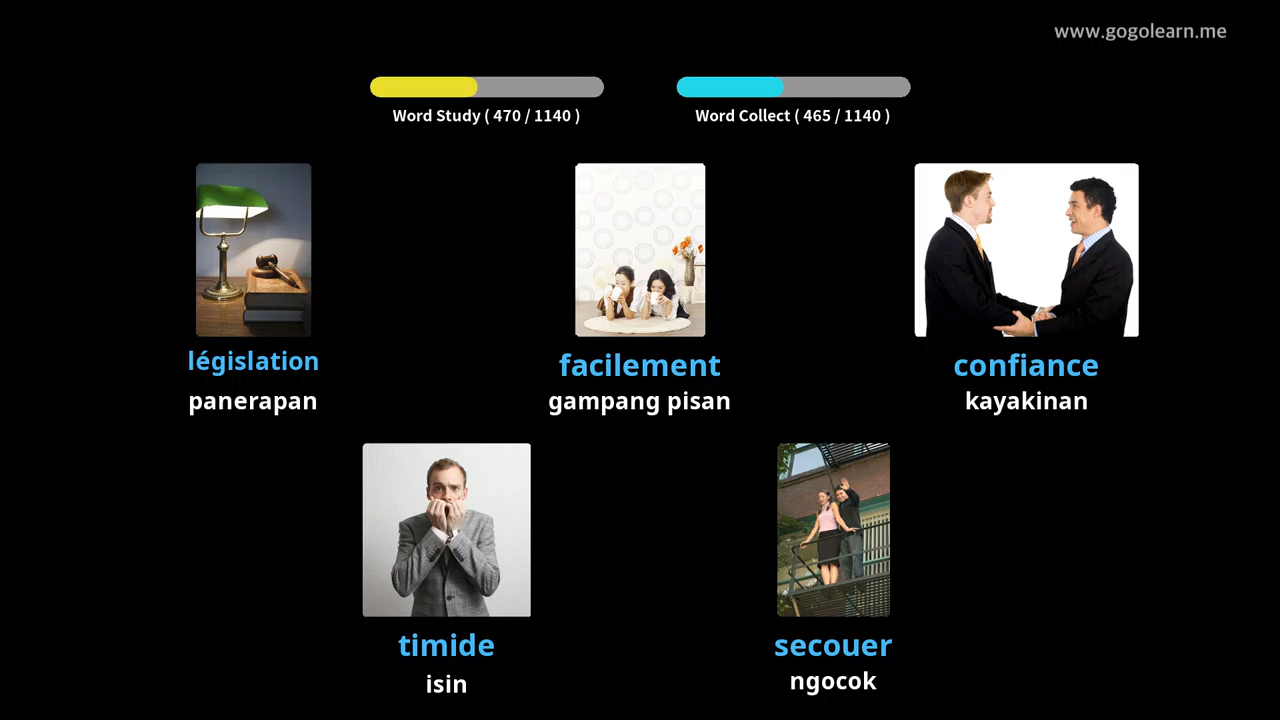 www.gogolearn.me
Word Study ( 470 / 1140 )
Word Collect ( 465 / 1140 )
législation
panerapan
facilement
gampang pisan
confiance
kayakinan
timide
isin
secouer
ngocok